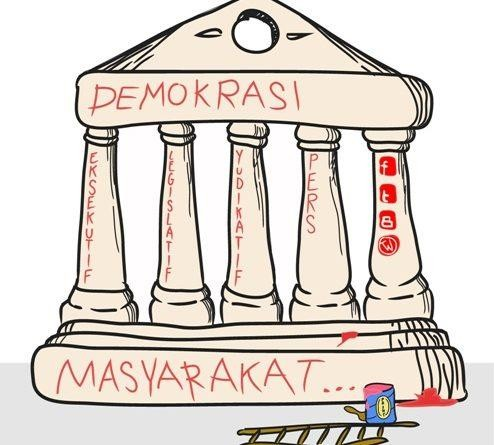 DEMOKRASI
EKSEKUTIF
LEGISLATIF
YUDIKATIF
PERS
f
t
B
W
MASYARAKAT...